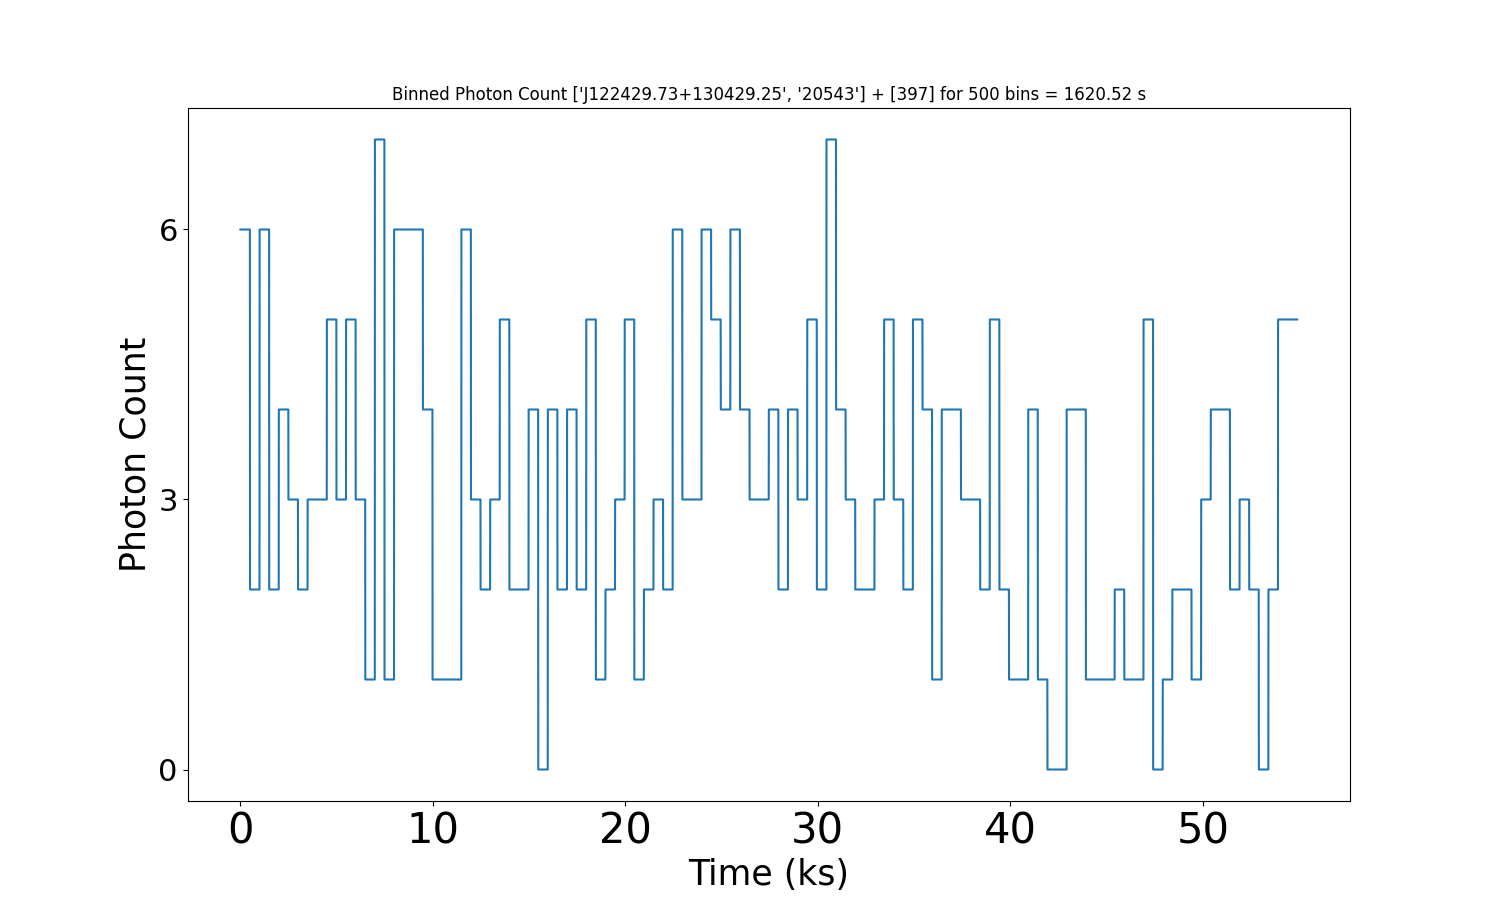 Binned Photon Count ['J122429.73+130429.25', '20543'] + [397] for 500 bins = 1620.52 s
Photon Count
6
3
0
0 10 20 30 40 50
Time (ks)